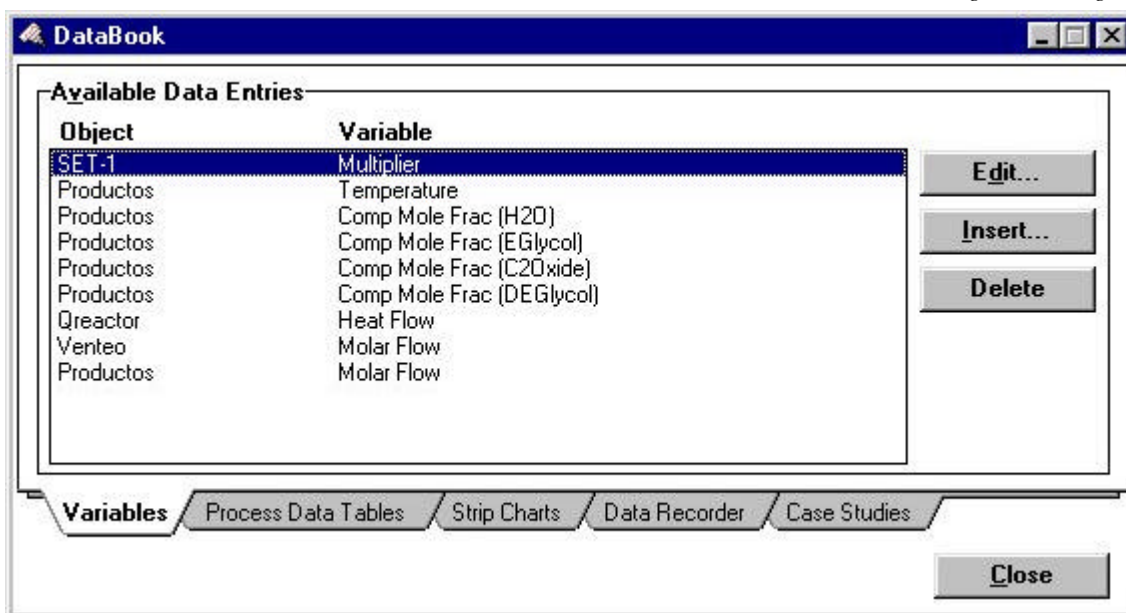 DataBook
Available Data Entries
Object Variable
SET-1 Multiplier
Productos Temperature
Productos Comp Mole Frac (H2O)
Productos Comp Mole Frac (EGlycol)
Productos Comp Mole Frac (C2Oxide)
Productos Comp Mole Frac (DEGlycol)
Qreactor Heat Flow
Venteo Molar Flow
Productos Molar Flow
Edit...
Insert...
Delete
Variables Process Data Tables Strip Charts Data Recorder Case Studies
Close